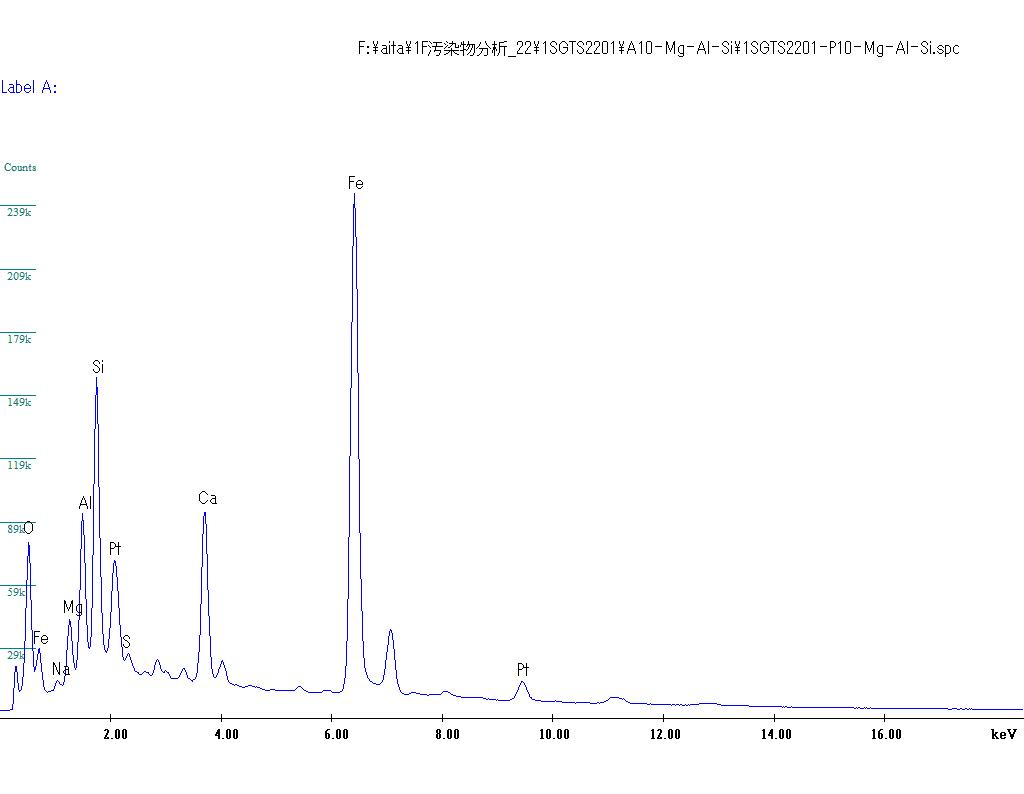 F:\aita\1F汚染物分析_22\1SGTS2201\A10-Mg-Al-Si\1SGTS2201-P10-Mg-Al-Si.spc
Label A:
Counts
Fe
239k
209k
179k
Si
149k
119k
Ca
Al
89k
O
Pt
59k
Mg
Fe
S
29k
Na
Pt
2.00 4.00 6.00 8.00 10.00 12.00 14.00 16.00 keV